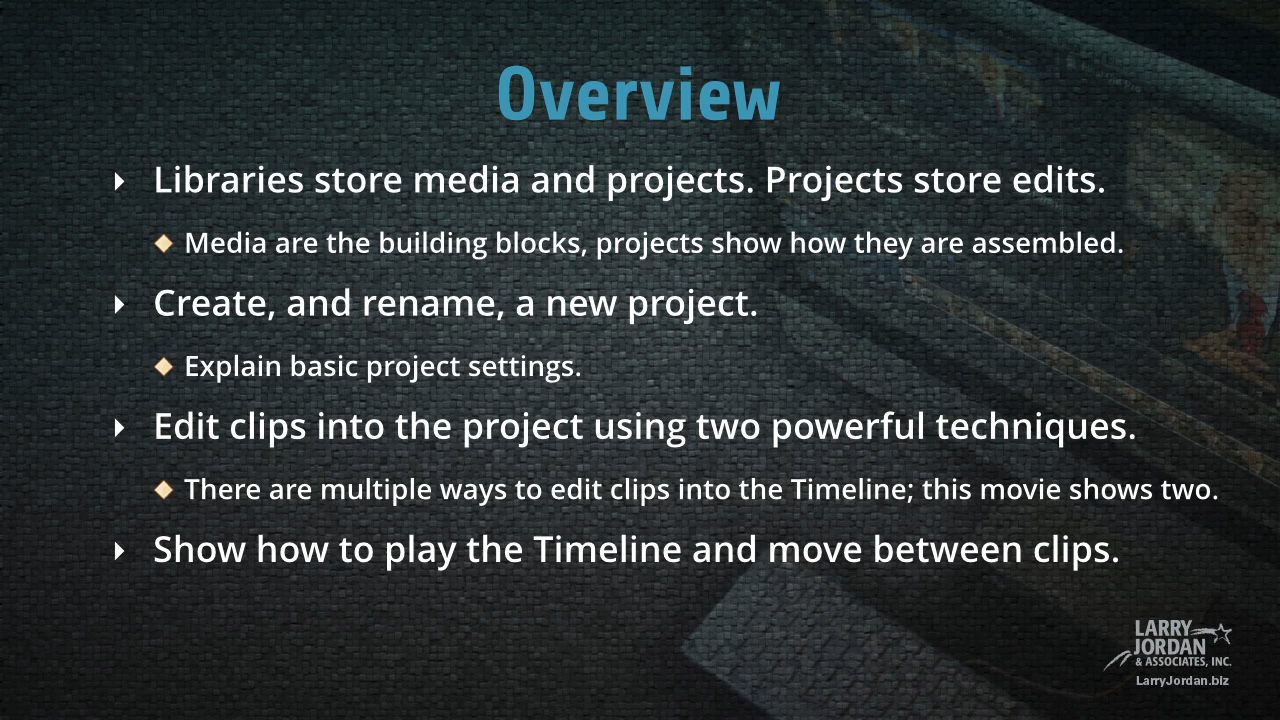 Overview
Libraries store media and projects. Projects store edits.
Media are the building blocks, projects show how they are assembled.
Create, and rename, a new project.
Explain basic project settings.
Edit clips into the project using two powerful techniques.
There are multiple ways to edit clips into the Timeline; this movie shows two.
Show how to play the Timeline and move between clips.
LARRY
JORDAN
& ASSOCIATES, INC.
LarryJordan.biz